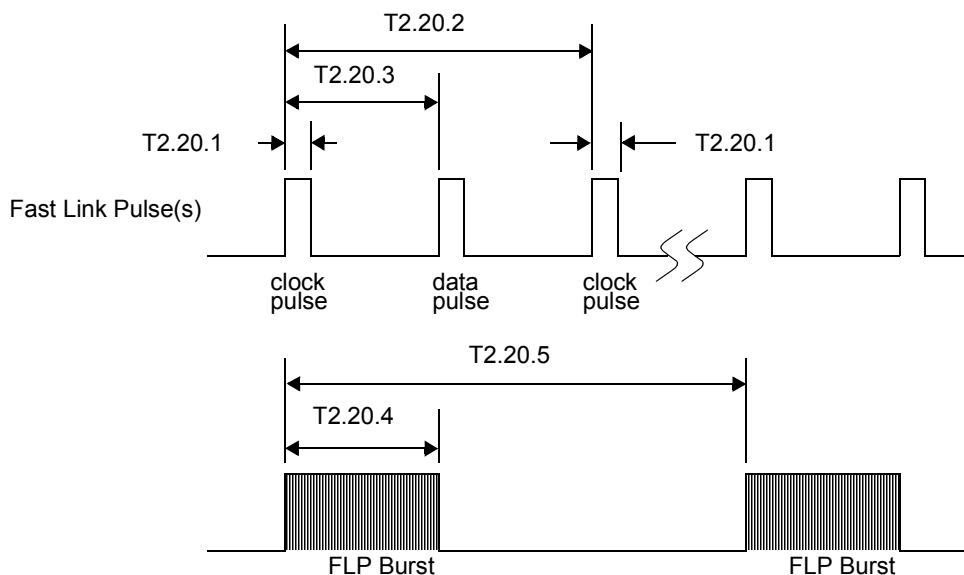 T2.20.2
T2.20.3
T2.20.1
T2.20.1
Fast Link Pulse(s)
clock
pulse
data
pulse
clock
pulse
T2.20.5
T2.20.4
FLP Burst
FLP Burst